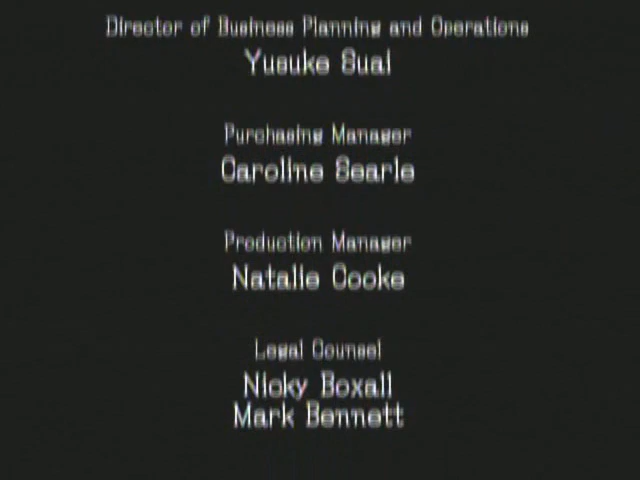 Director of Business Planning and Operations
Yusuke Suai
Purchasing Manager
Caroline Searle
Production Manager
Natalie Cooke
Legal Counsel
Nicky Boxall
Mark Bennett